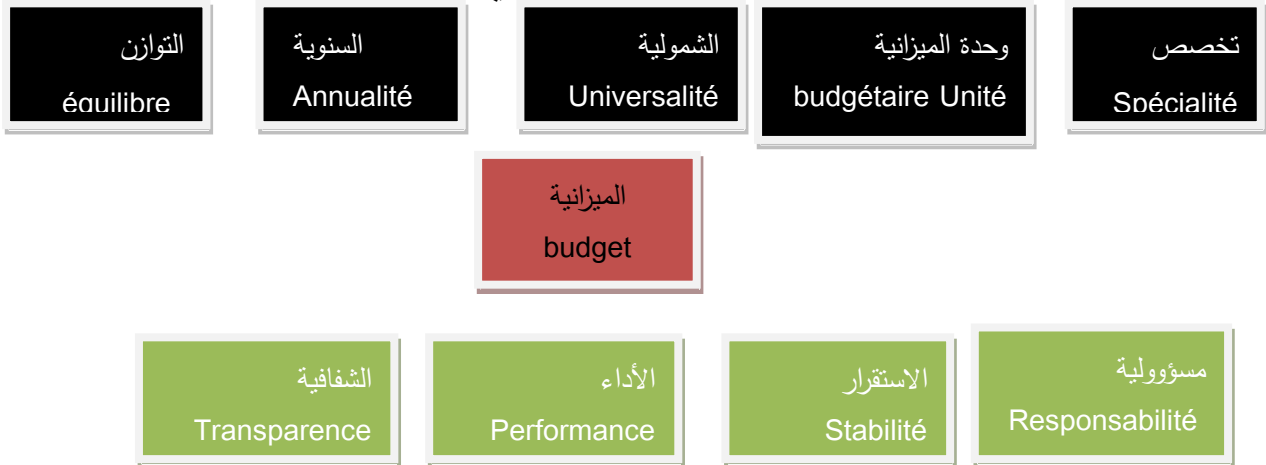 تخصص
Spécialité
وحدة الميزانية
budgétaire Unité
الشمولية
Universalité
السنوية
Annualité
التوازن
équilibre
الميزانية
budget
مسؤوولية
Responsabilité
الاستقرار
Stabilité
الأداء
Performance
الشفافية
Transparence